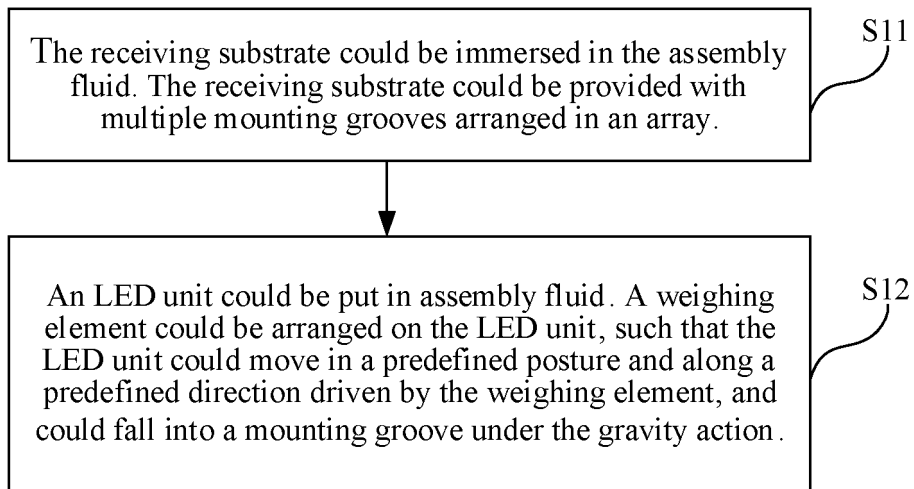 S11
The receiving substrate could be immersed in the assembly
fluid. The receiving substrate could be provided with
multiple mounting grooves arranged in an array.
S12
An LED unit could be put in assembly fluid. A weighing
element could be arranged on the LED unit, such that the
LED unit could move in a predefined posture and along a
predefined direction driven by the weighing element, and
could fall into a mounting groove under the gravity action.